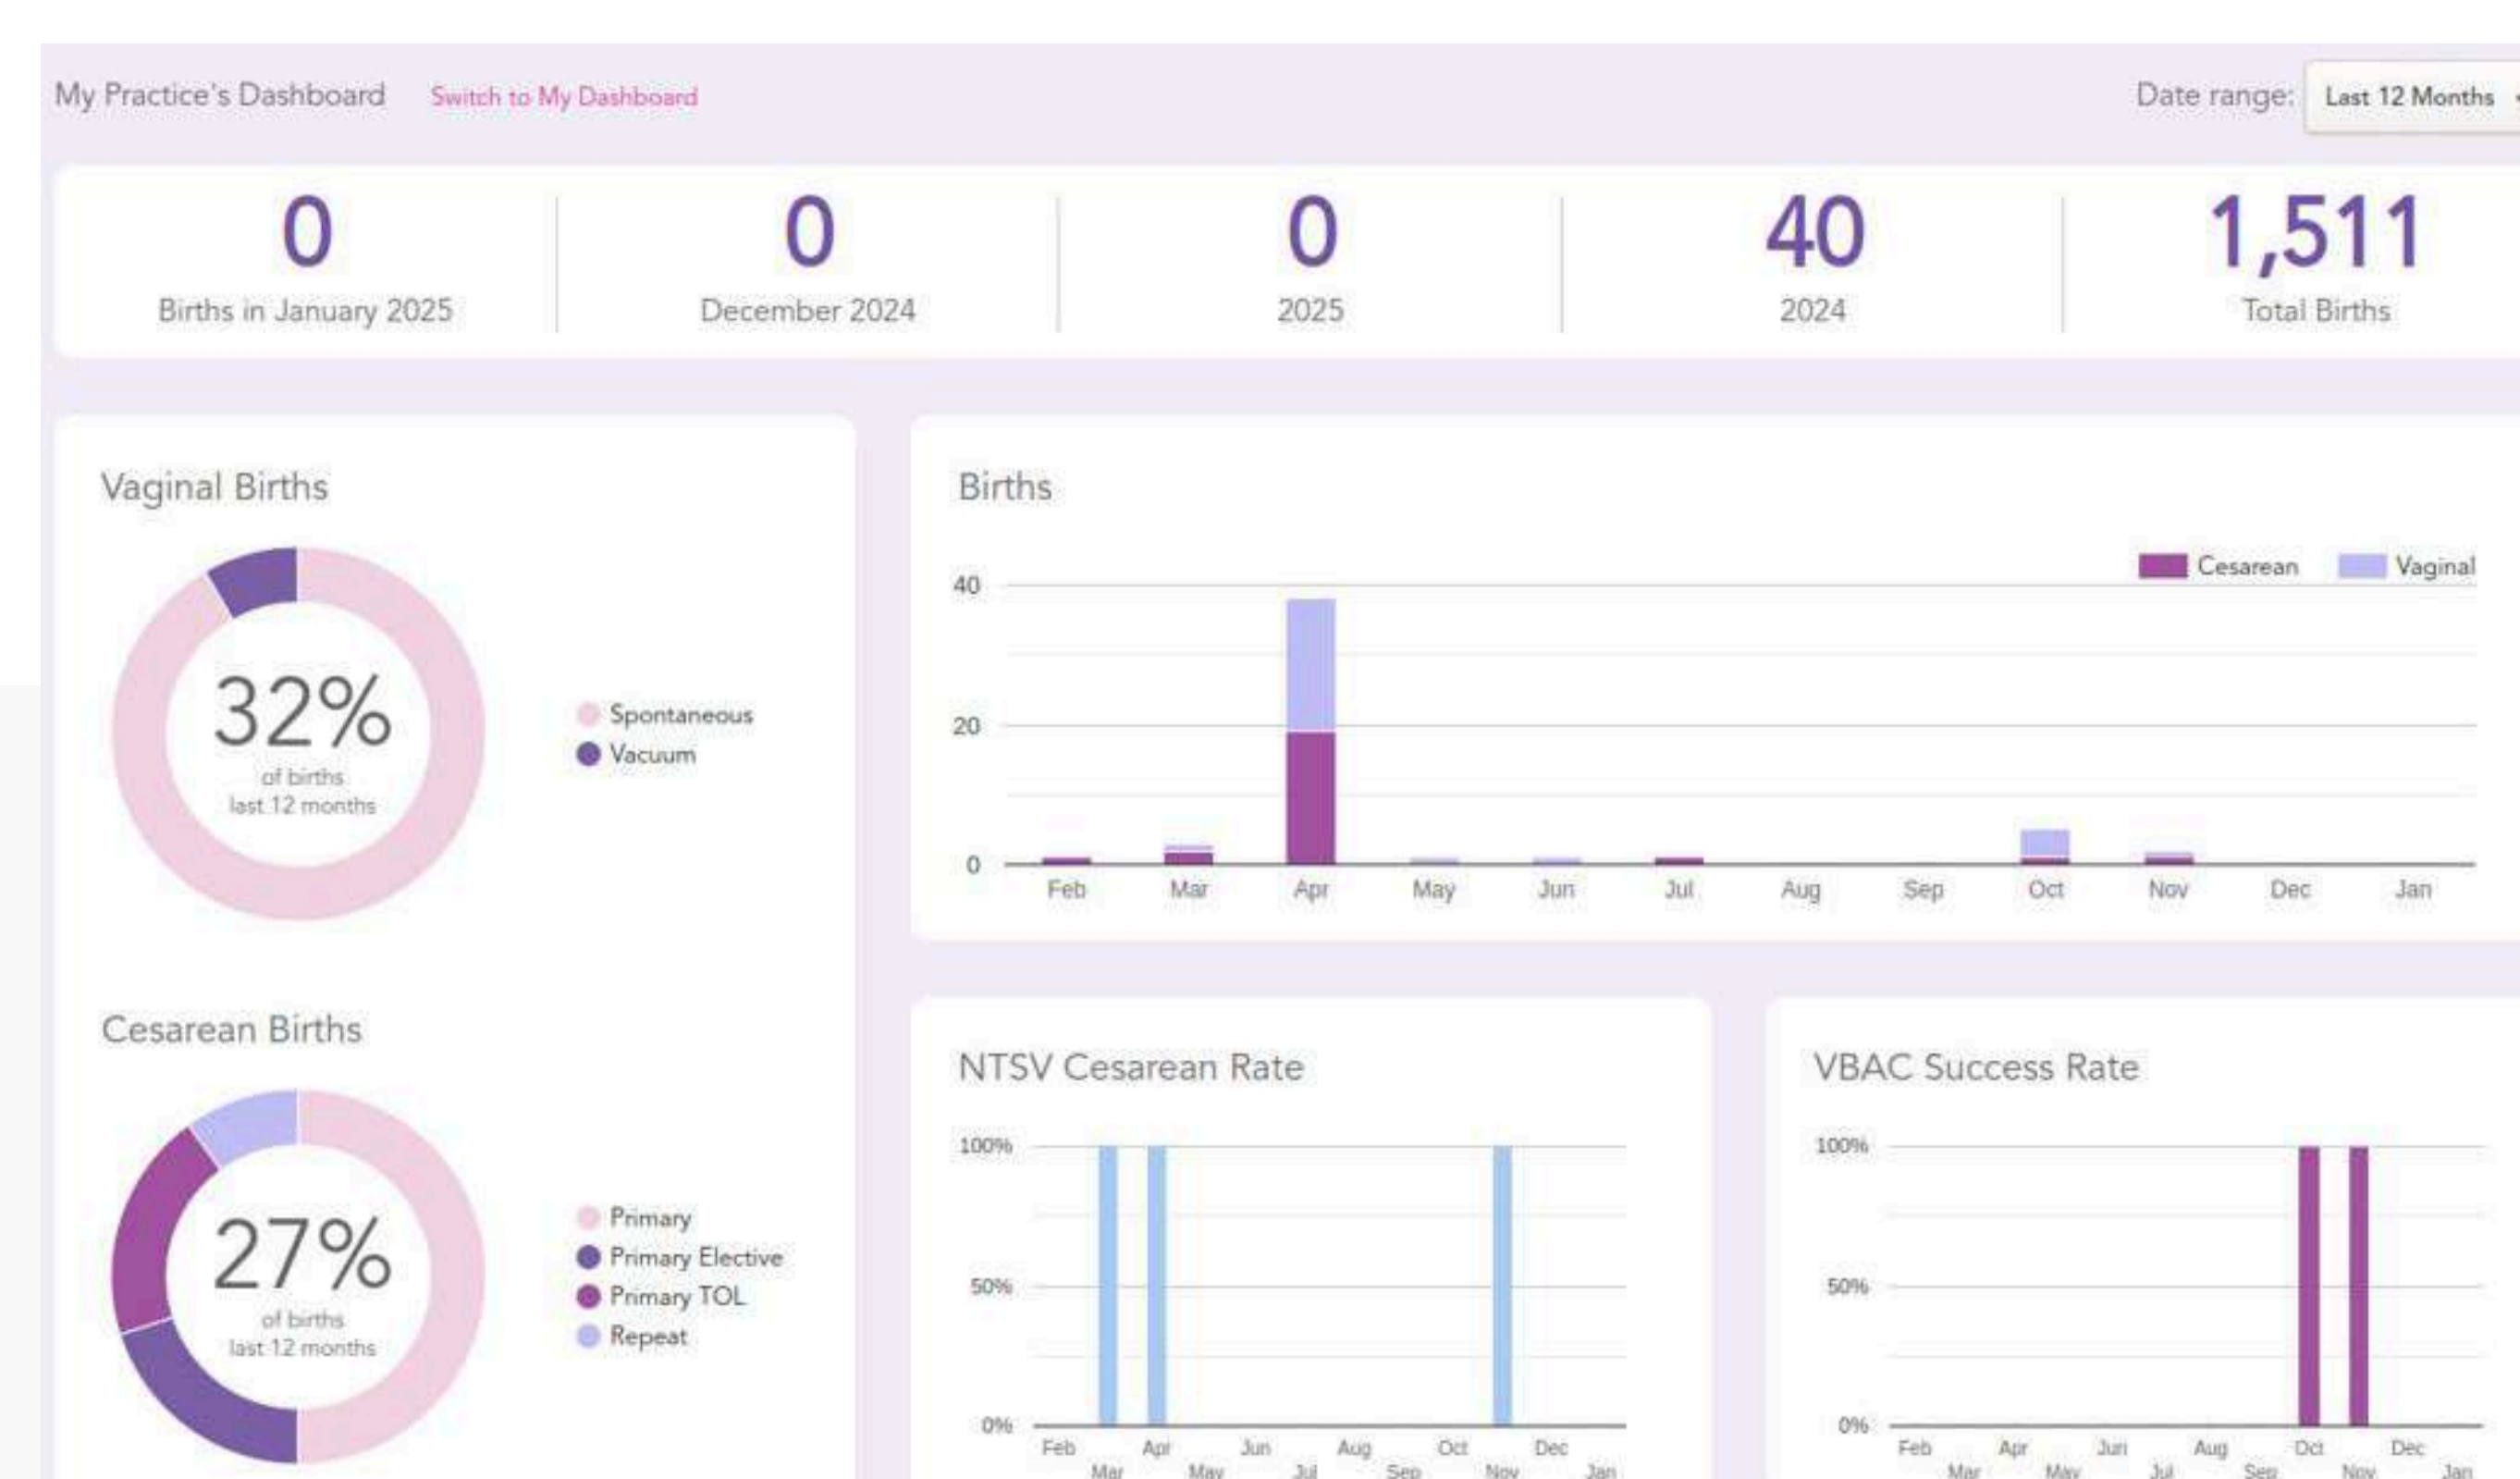 My Practice's Dashboard Switch to My Dashboard Date range: Last 12 Months
0 0 0 40 1,511
Births in January 2025 December 2024 2025 2024 Total Births
Vaginal Births
32%
of births
last 12 months
Spontaneous
Vacuum
Births
Cesarean Vaginal
40
20
0
Feb Mar Apr May Jun Jul Aug Sep Oct Nov Dec Jan
Cesarean Births
27%
of births
last 12 months
Primary
Primary Elective
Primary TOL
Repeat
NTSV Cesarean Rate
100%
50%
0%
Feb Apr Jun Aug Oct Dec
Mar May Jul Sep Nov Jan
VBAC Success Rate
100%
50%
0%
Feb Apr Jun Aug Oct Dec
Mar May Jul Sep Nov Jan